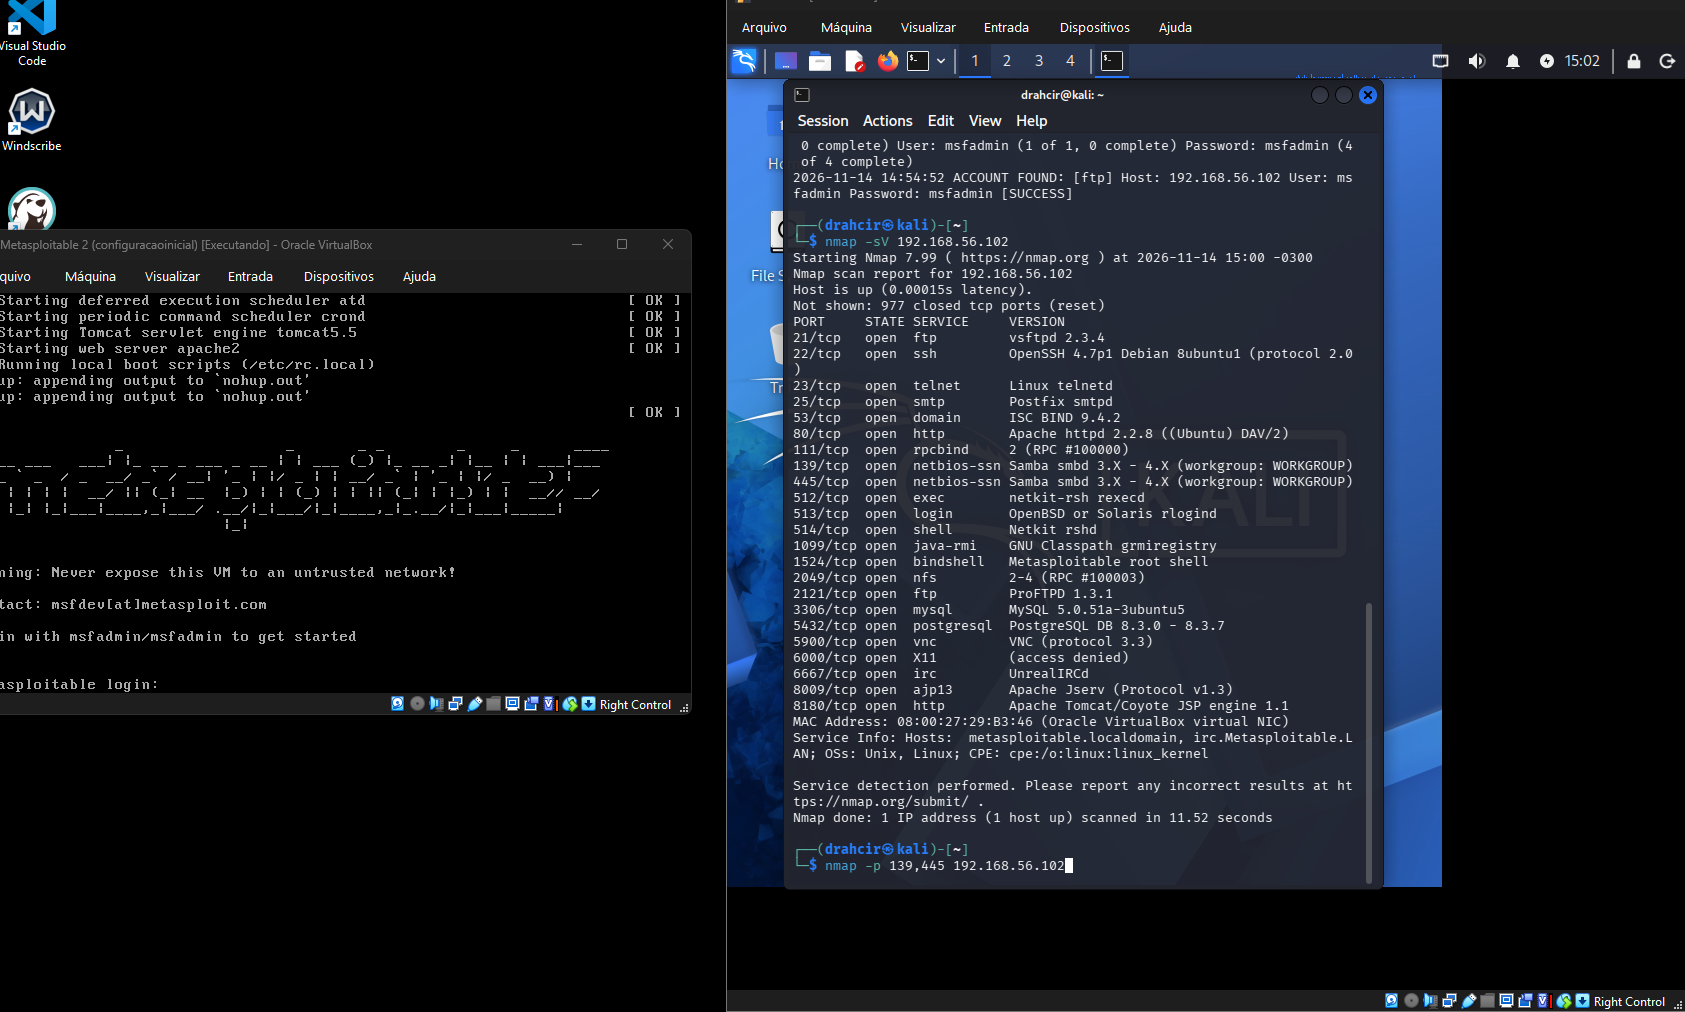 Visual Studio
Code
Windscribe
Metasploitable 2 (configuracaoinicial) [Executando] - Oracle VirtualBox
quivo Máquina Visualizar Entrada Dispositivos Ajuda
Starting deferred execution scheduler atd [ OK ]
Starting periodic command scheduler crond [ OK ]
Starting Tomcat servlet engine tomcat5.5 [ OK ]
Starting web server apache2 [ OK ]
Running local boot scripts (/etc/rc.local)
up: appending output to `nohup.out'
up: appending output to `nohup.out'
[ OK ]
ning: Never expose this VM to an untrusted network!
tact: msfdev[at]metasploit.com
in with msfadmin/msfadmin to get started
asploitable login:
Right Control
Arquivo Máquina Visualizar Entrada Dispositivos Ajuda
1 2 3 4 15:02
drahcir@kali: ~
Session Actions Edit View Help
0 complete) User: msfadmin (1 of 1, 0 complete) Password: msfadmin (4
of 4 complete)
2026-11-14 14:54:52 ACCOUNT FOUND: [ftp] Host: 192.168.56.102 User: ms
fadmin Password: msfadmin [SUCCESS]
┌──(drahcir㉿kali)-[~]
└─$ nmap -sV 192.168.56.102
Starting Nmap 7.99 ( https://nmap.org ) at 2026-11-14 15:00 -0300
Nmap scan report for 192.168.56.102
Host is up (0.00015s latency).
Not shown: 977 closed tcp ports (reset)
PORT STATE SERVICE VERSION
21/tcp open ftp vsftpd 2.3.4
22/tcp open ssh OpenSSH 4.7p1 Debian 8ubuntu1 (protocol 2.0
)
23/tcp open telnet Linux telnetd
25/tcp open smtp Postfix smtpd
53/tcp open domain ISC BIND 9.4.2
80/tcp open http Apache httpd 2.2.8 ((Ubuntu) DAV/2)
111/tcp open rpcbind 2 (RPC #100000)
139/tcp open netbios-ssn Samba smbd 3.X - 4.X (workgroup: WORKGROUP)
445/tcp open netbios-ssn Samba smbd 3.X - 4.X (workgroup: WORKGROUP)
512/tcp open exec netkit-rsh rexecd
513/tcp open login OpenBSD or Solaris rlogind
514/tcp open shell Netkit rshd
1099/tcp open java-rmi GNU Classpath grmiregistry
1524/tcp open bindshell Metasploitable root shell
2049/tcp open nfs 2-4 (RPC #100003)
2121/tcp open ftp ProFTPD 1.3.1
3306/tcp open mysql MySQL 5.0.51a-3ubuntu5
5432/tcp open postgresql PostgreSQL DB 8.3.0 - 8.3.7
5900/tcp open vnc VNC (protocol 3.3)
6000/tcp open X11 (access denied)
6667/tcp open irc UnrealIRCd
8009/tcp open ajp13 Apache Jserv (Protocol v1.3)
8180/tcp open http Apache Tomcat/Coyote JSP engine 1.1
MAC Address: 08:00:27:29:B3:46 (Oracle VirtualBox virtual NIC)
Service Info: Hosts:  metasploitable.localdomain, irc.Metasploitable.L
AN; OSs: Unix, Linux; CPE: cpe:/o:linux:linux_kernel
Service detection performed. Please report any incorrect results at ht
tps://nmap.org/submit/ .
Nmap done: 1 IP address (1 host up) scanned in 11.52 seconds
┌──(drahcir㉿kali)-[~]
└─$ nmap -p 139,445 192.168.56.102
KALI
Ho
File S
Tr
Right Control